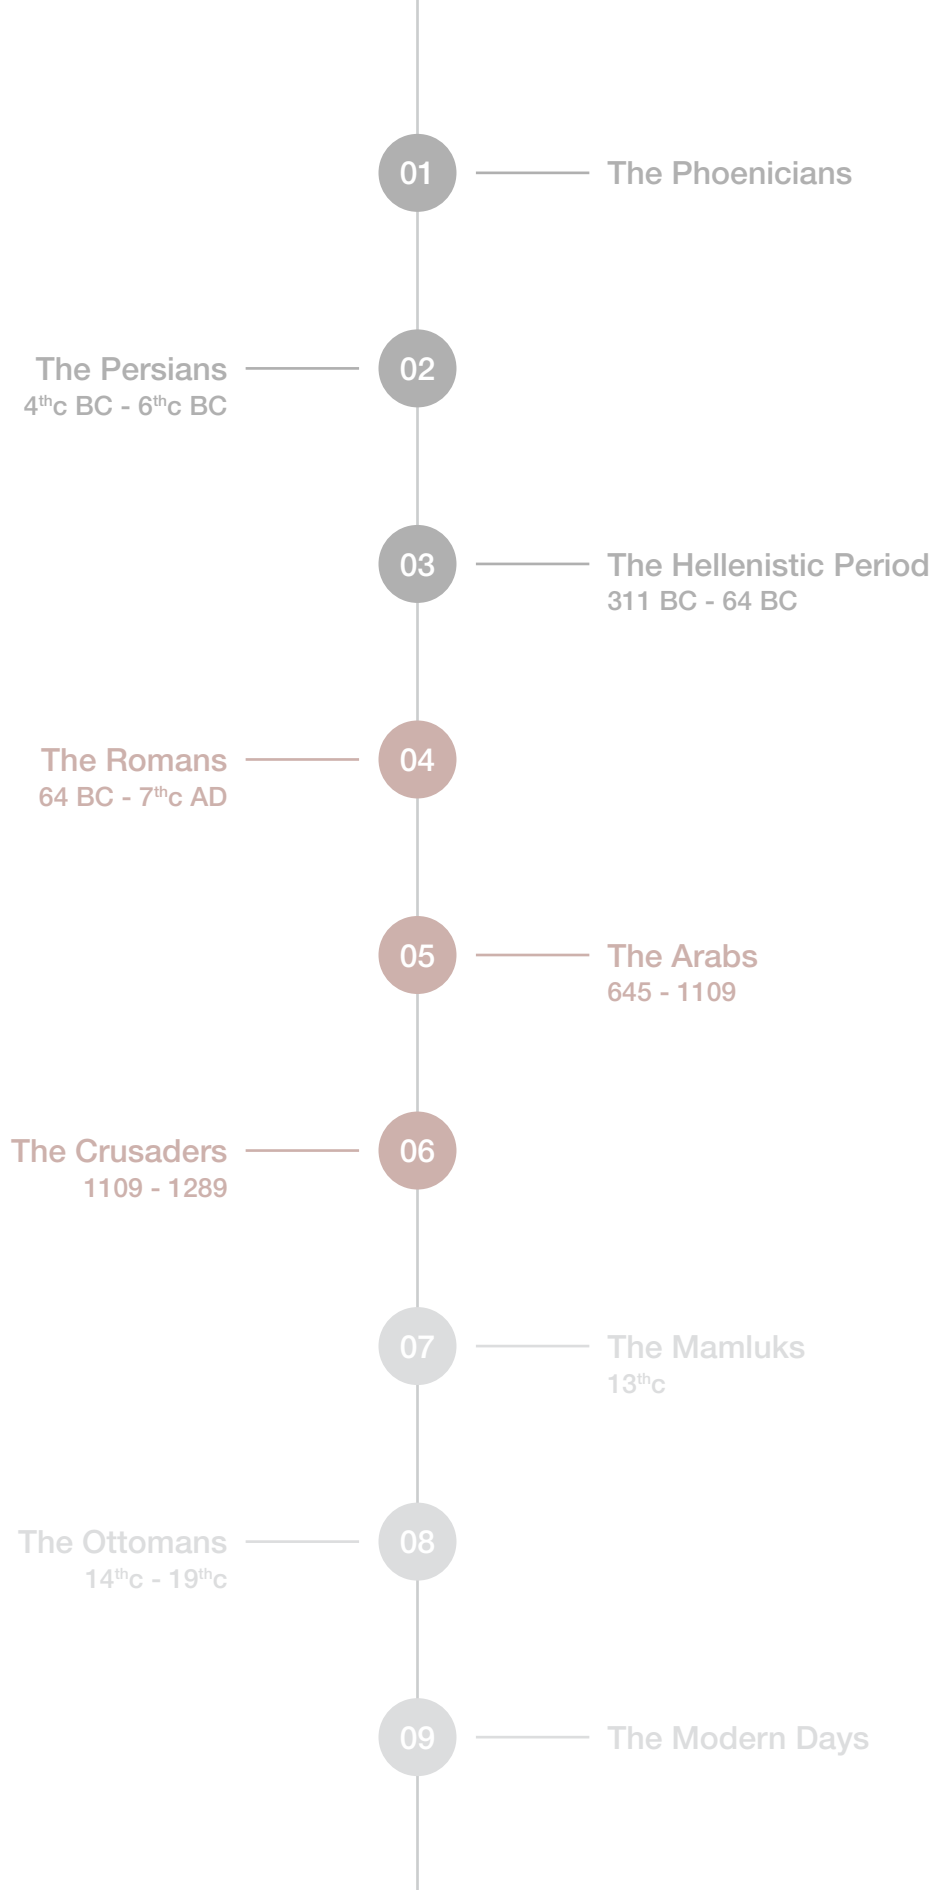 01
The Phoenicians
The Persians
4thc BC - 6thc BC
02
03
The Hellenistic Period
311 BC - 64 BC
The Romans
64 BC - 7thc AD
04
05
The Arabs
645 - 1109
The Crusaders
1109 - 1289
06
07
The Mamluks
13thc
The Ottomans
14thc - 19thc
08
09
The Modern Days